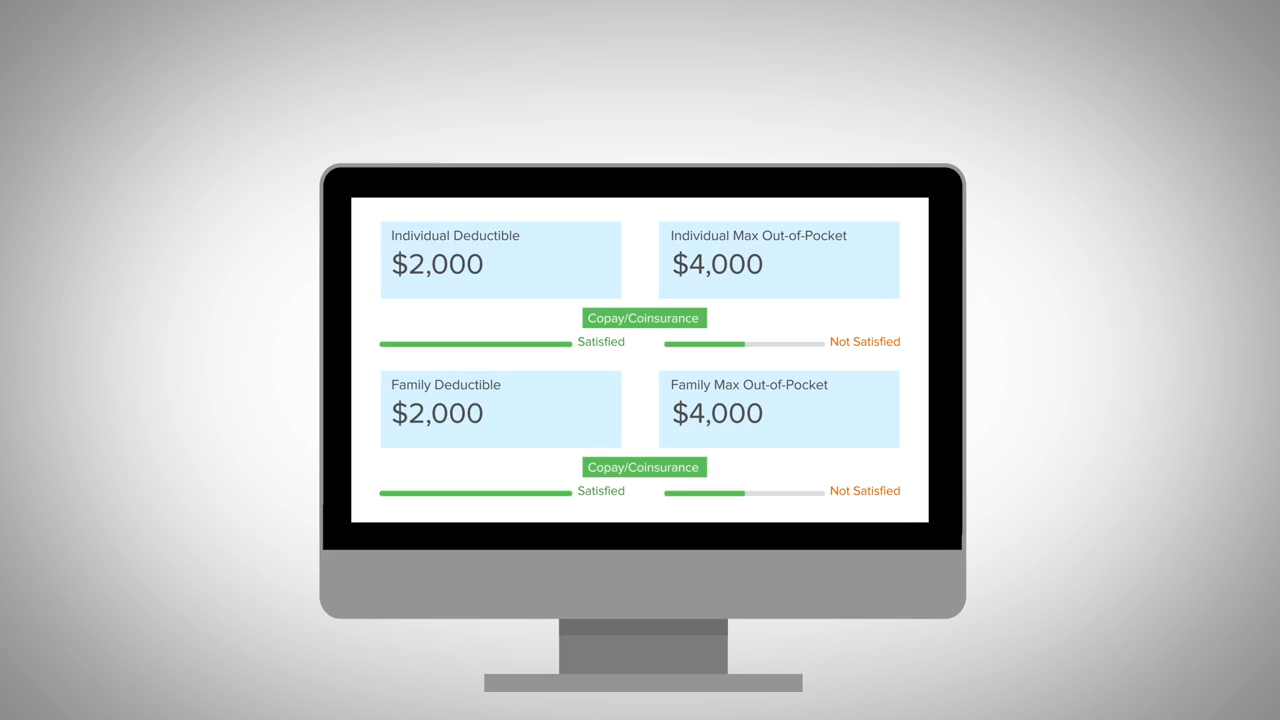 Individual Deductible
$2,000
Individual Max Out-of-Pocket
$4,000
Copay/Coinsurance
Satisfied
Not Satisfied
Family Deductible
$2,000
Family Max Out-of-Pocket
$4,000
Copay/Coinsurance
Satisfied
Not Satisfied